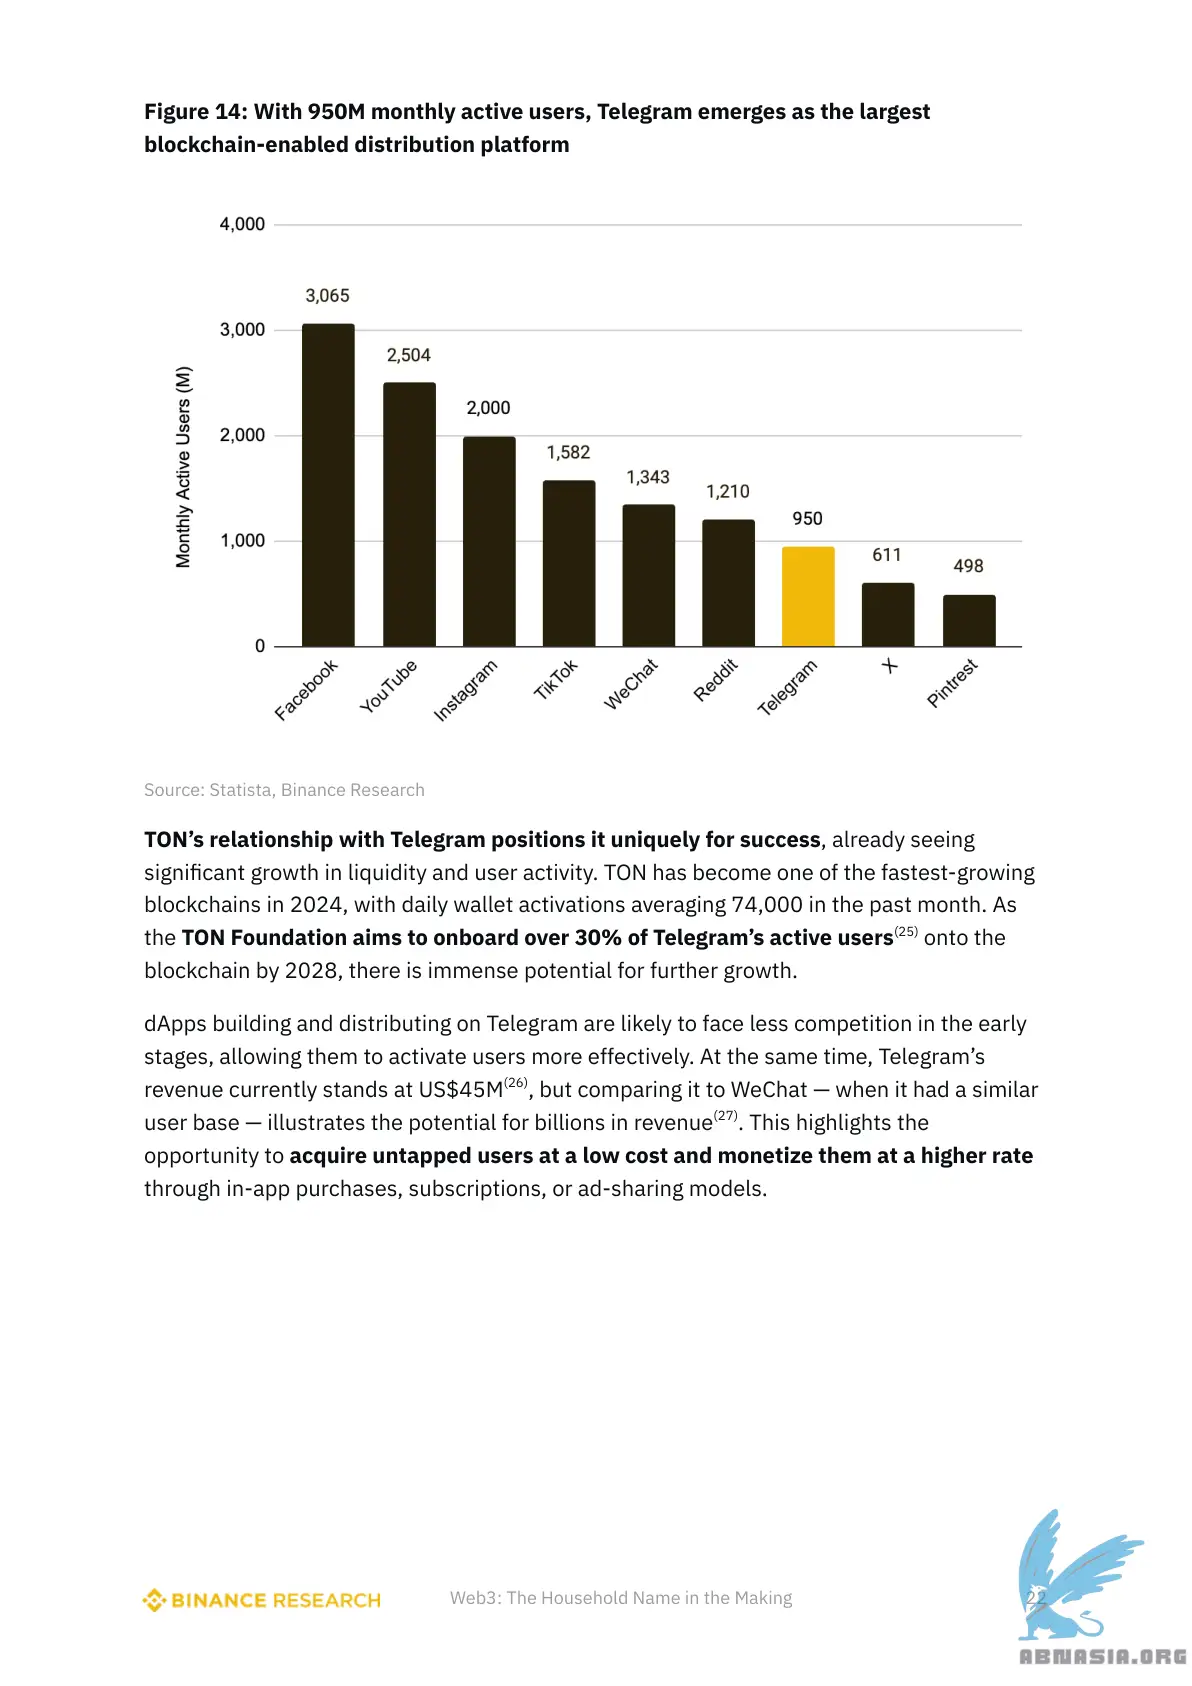 Figure 14: With 950M monthly active users, Telegram emerges as the largest
blockchain-enabled distribution platform
4,000
3,000
2,000
1,000
0
Monthly Active Users (M)
3,065
2,504
2,000
1,582
1,343
1,210
950
611
498
Facebook
YouTube
Instagram
TikTok
WeChat
Reddit
Telegram
X
Pintrest
Source: Statista, Binance Research
TON’s relationship with Telegram positions it uniquely for success, already seeing
significant growth in liquidity and user activity. TON has become one of the fastest-growing
blockchains in 2024, with daily wallet activations averaging 74,000 in the past month. As
the TON Foundation aims to onboard over 30% of Telegram’s active users(25) onto the
blockchain by 2028, there is immense potential for further growth.
dApps building and distributing on Telegram are likely to face less competition in the early
stages, allowing them to activate users more effectively. At the same time, Telegram’s
revenue currently stands at US$45M(26), but comparing it to WeChat — when it had a similar
user base — illustrates the potential for billions in revenue(27). This highlights the
opportunity to acquire untapped users at a low cost and monetize them at a higher rate
through in-app purchases, subscriptions, or ad-sharing models.
BINANCE RESEARCH
Web3: The Household Name in the Making
22
ABNASIA.ORG